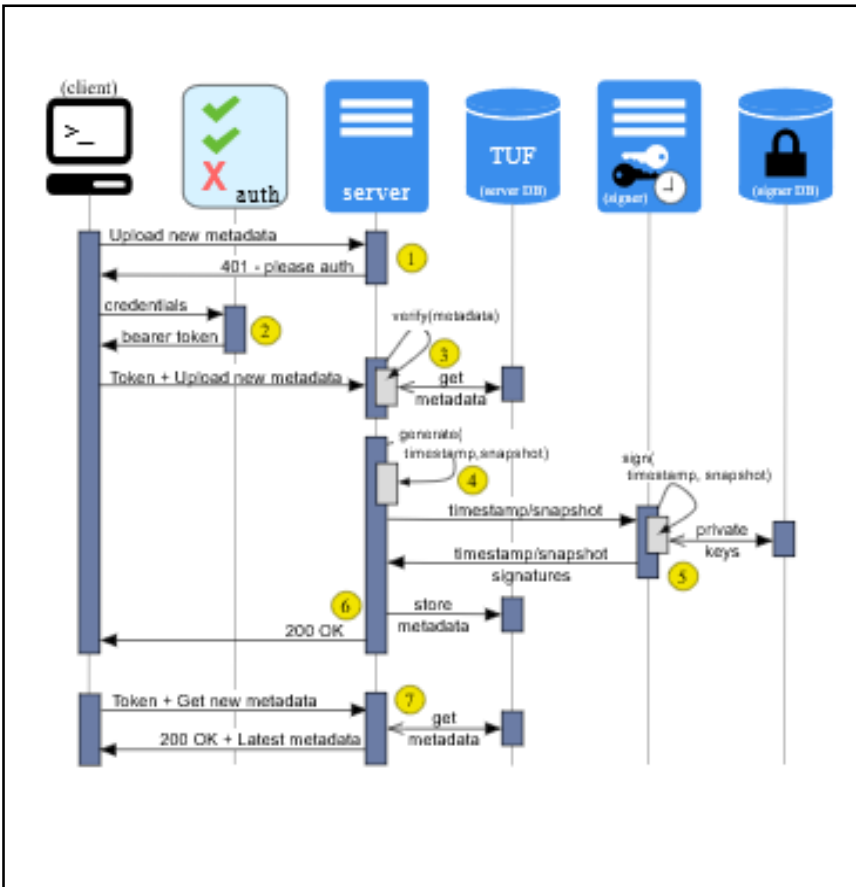 (client)
>_
auth
server
TUF
(server DB)
(signer)
(signer DB)
Upload new metadata
1
401 - please auth
credentials
2
bearer token
verify(metadata)
3
Token + Upload new metadata
get
metadata
generate(
timestamp,snapshot)
4
sign(
timestamp, snapshot)
timestamp/snapshot
private
keys
timestamp/snapshot
signatures
5
6
store
metadata
200 OK
7
Token + Get new metadata
get
metadata
200 OK + Latest metadata